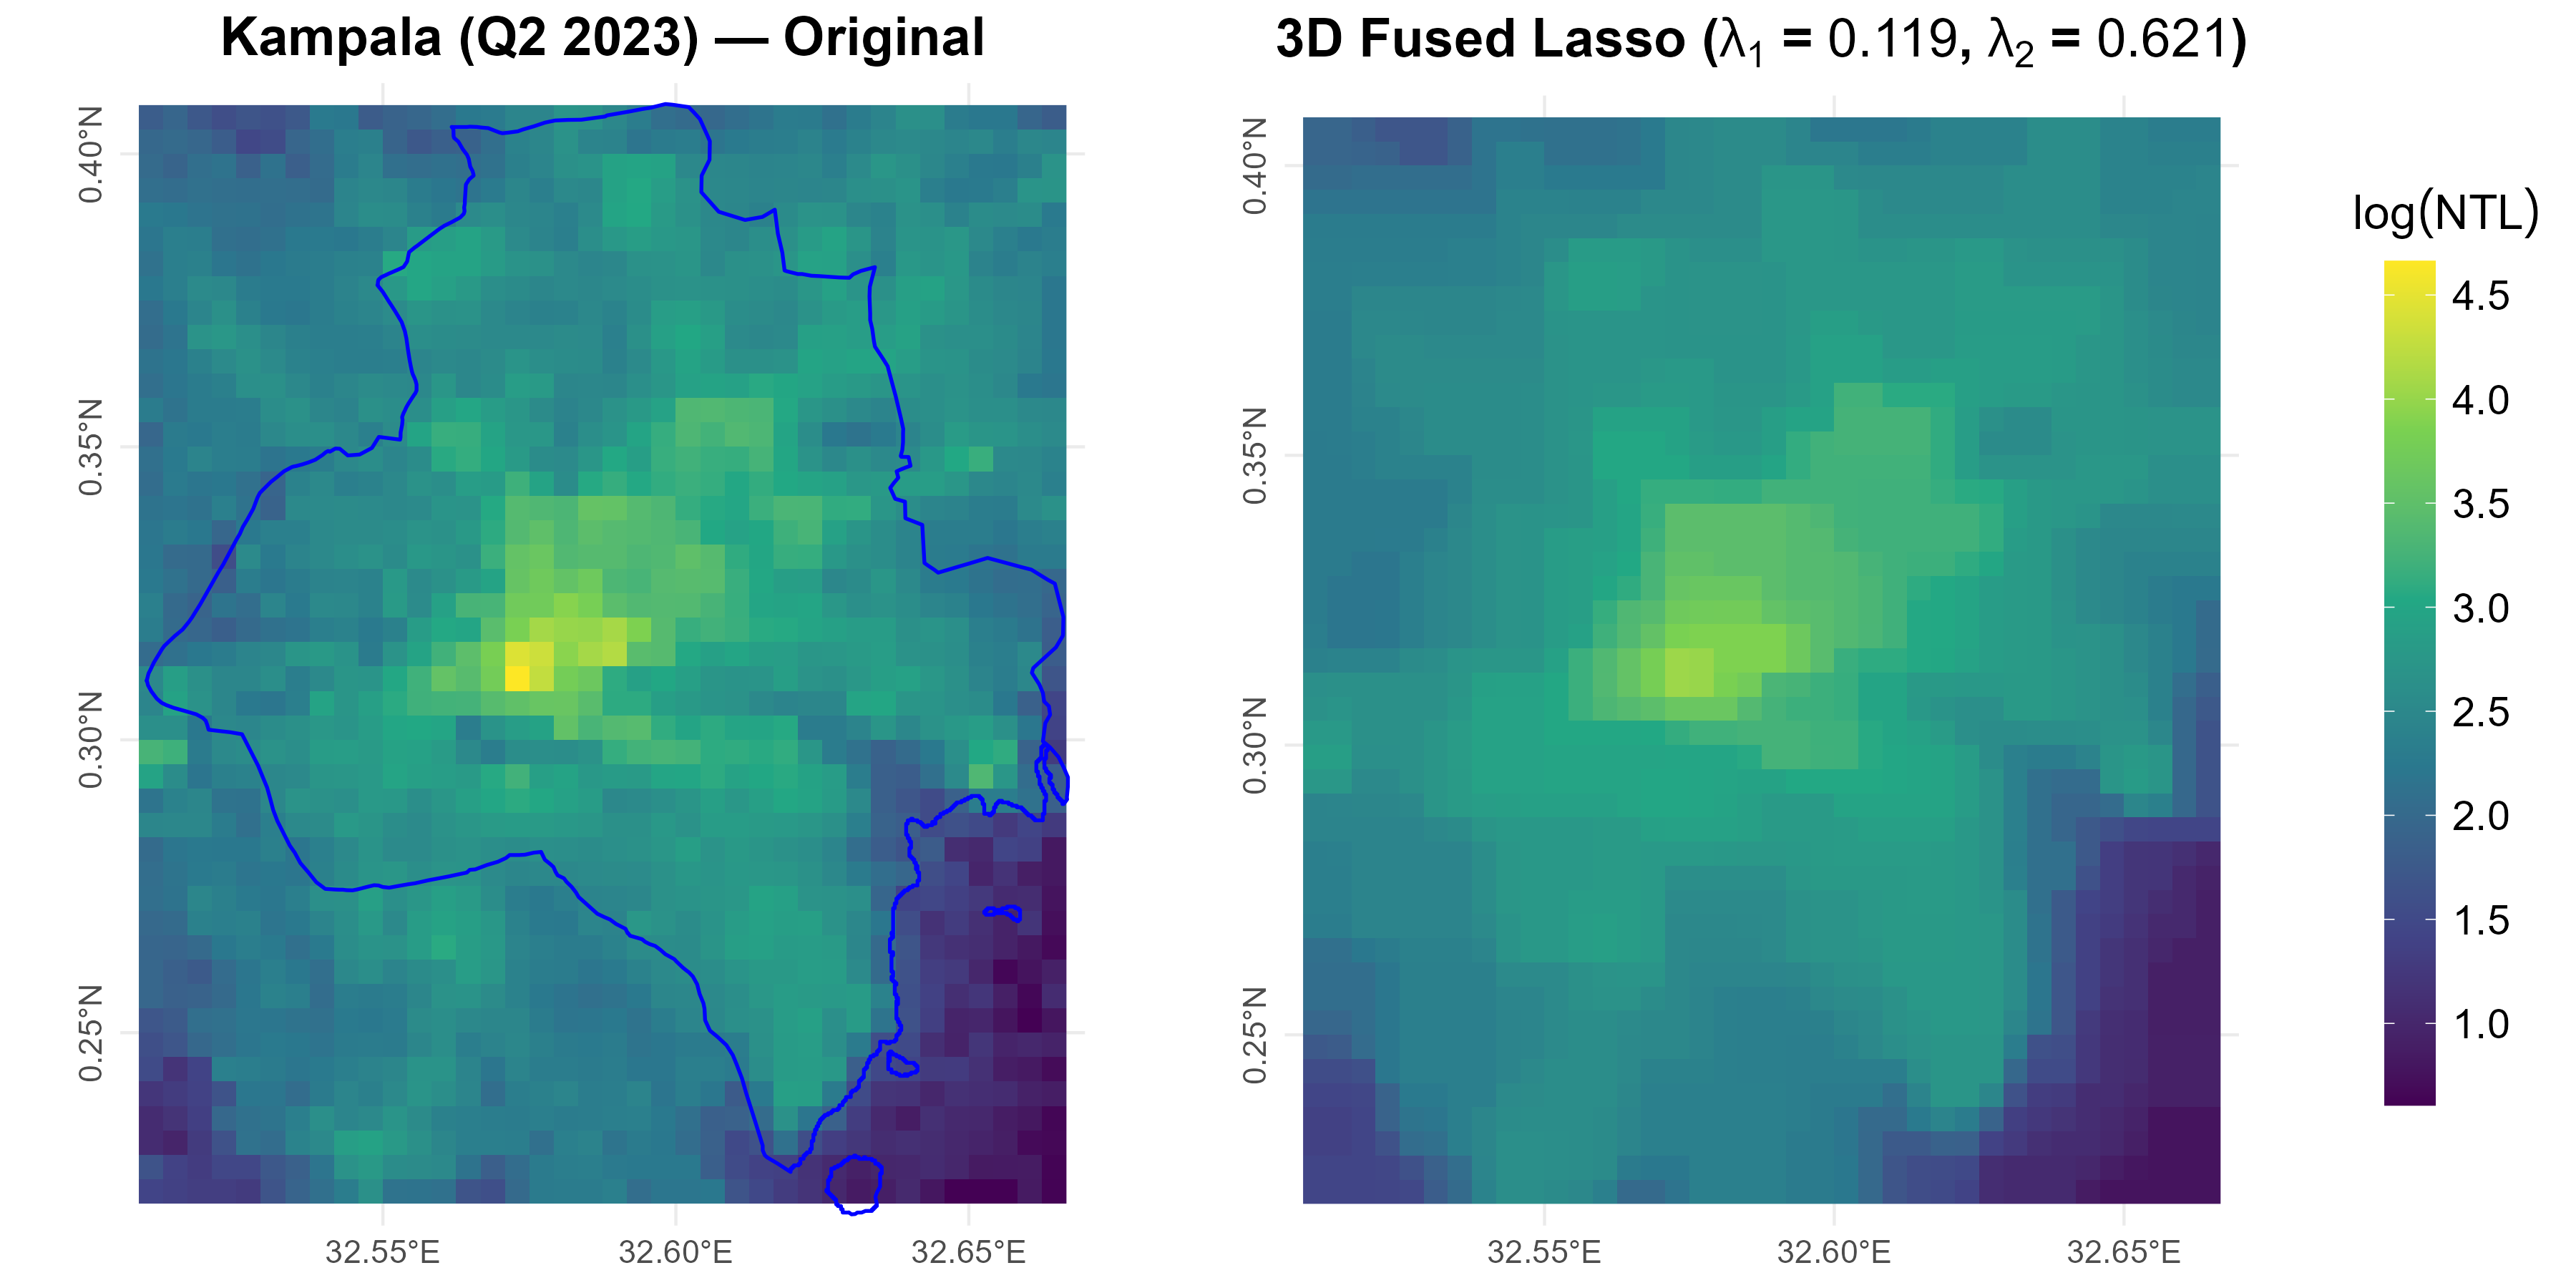 Kampala (Q2 2023) — Original
0.40°N
0.35°N
0.30°N
0.25°N
32.55°E
32.60°E
32.65°E
3D Fused Lasso (λ₁ = 0.119, λ₂ = 0.621)
0.40°N
0.35°N
0.30°N
0.25°N
32.55°E
32.60°E
32.65°E
log(NTL)
4.5
4.0
3.5
3.0
2.5
2.0
1.5
1.0